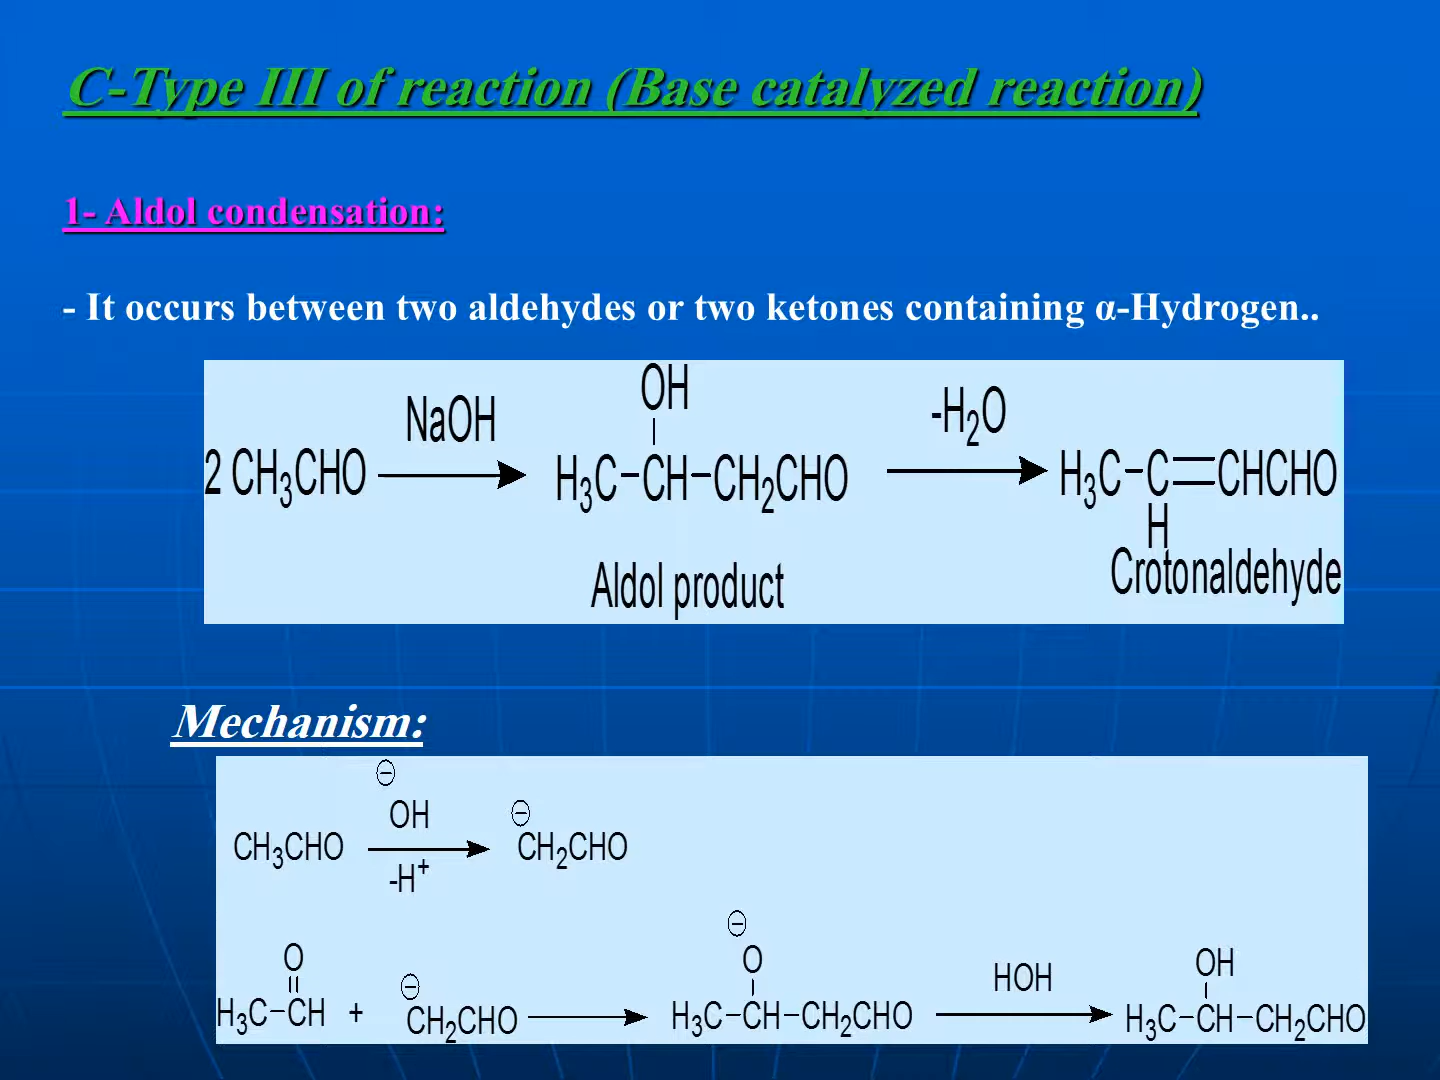 C-Type III of reaction (Base catalyzed reaction)
1- Aldol condensation:
- It occurs between two aldehydes or two ketones containing α-Hydrogen..
OH
NaOH
-H₂O
2 CH₃CHO
H₃C-CH-CH₂CHO
H₃C-C=CHCHO
H
Aldol product
Crotonaldehyde
Mechanism:
⊖
OH
⊖
CH₃CHO
CH₂CHO
-H⁺
⊖
O
O
HOH
OH
⊖
H₃C-CH + CH₂CHO
H₃C-CH-CH₂CHO
H₃C-CH-CH₂CHO